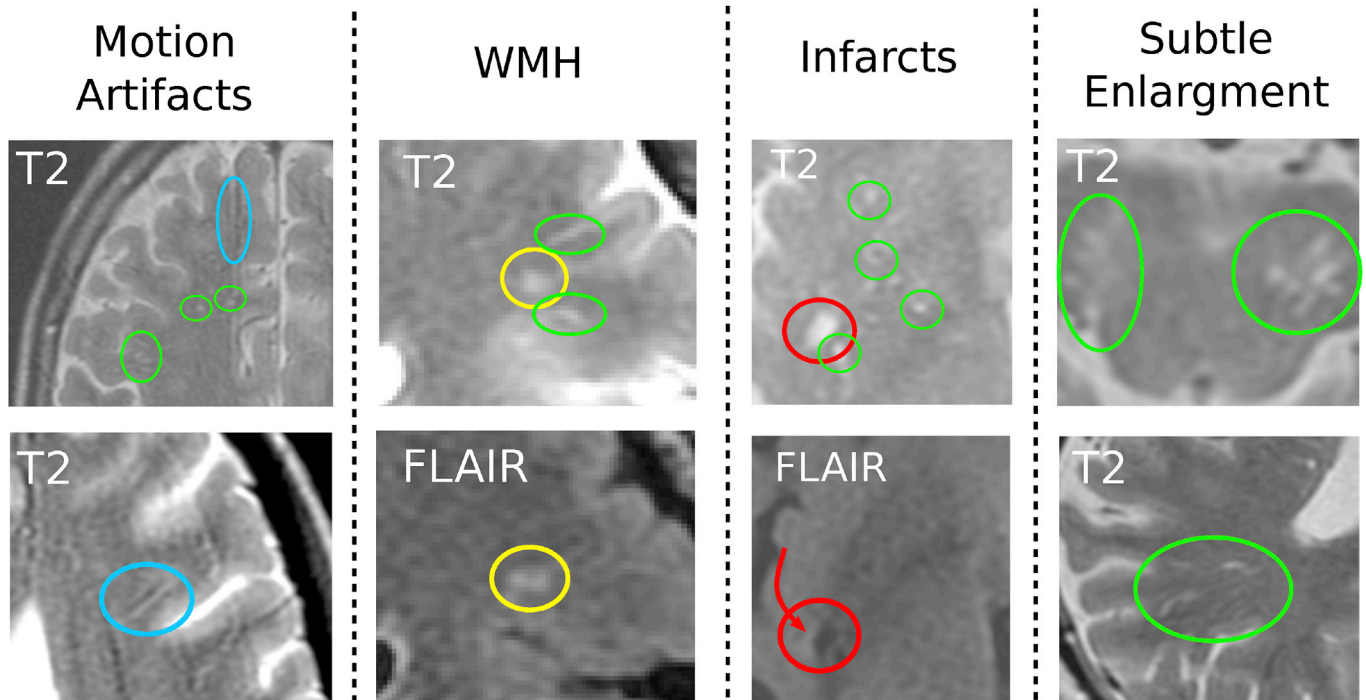 Motion
Artifacts
WMH
Infarcts
Subtle
Enlargment
T2
T2
T2
T2
T2
FLAIR
FLAIR
T2